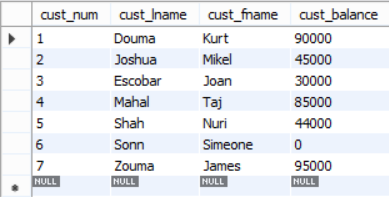 cust_num cust_lname cust_fname cust_balance
1 Douma Kurt 90000
2 Joshua Mikel 45000
3 Escobar Joan 30000
4 Mahal Taj 85000
5 Shah Nuri 44000
6 Sonn Simeone 0
7 Zouma James 95000
NULL NULL NULL NULL